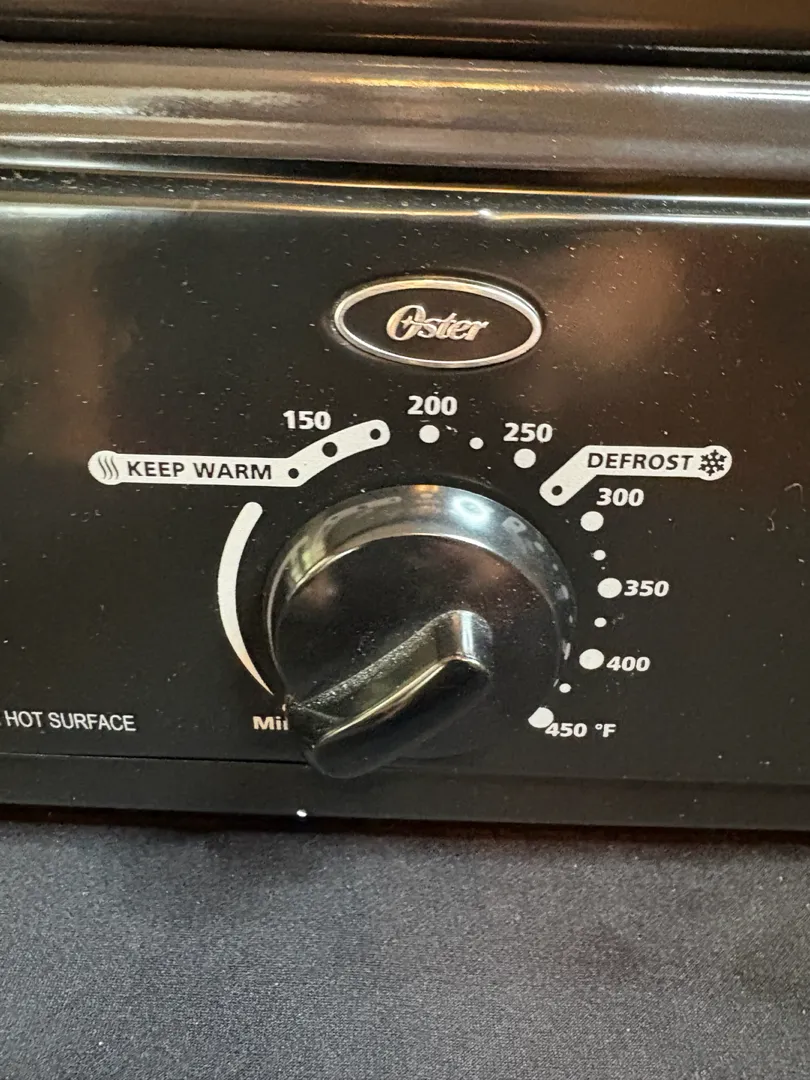 Oster
150
200
250
KEEP WARM
DEFROST
300
350
400
HOT SURFACE
450 °F